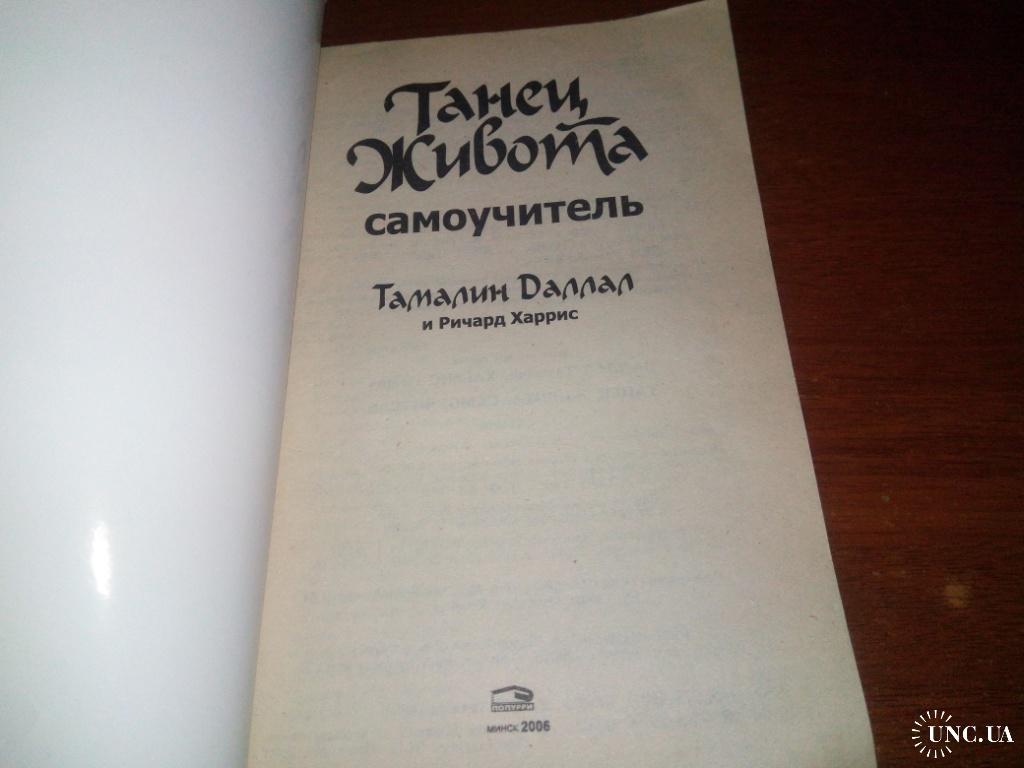 Танец
Живота
самоучитель
Тамалин Даллал
и Ричард Харрис
ПОПУРРИ
МИНСК 2006
UNC.UA